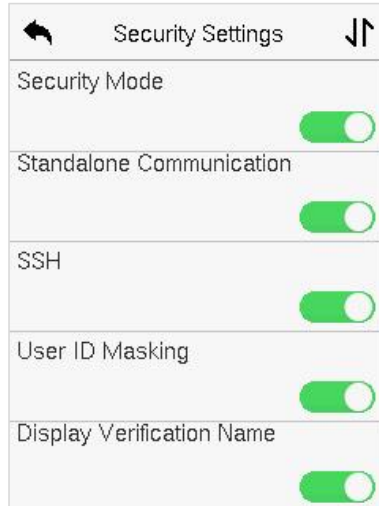 Security Settings
Security Mode
Standalone Communication
SSH
User ID Masking
Display Verification Name